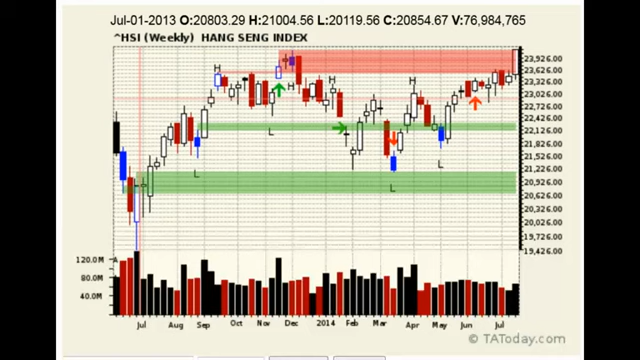 Jul-01-2013 O:20803.29 H:21004.56 L:20119.56 C:20854.67 V:76,984,765
^HSI (Weekly) HANG SENG INDEX
23,926.00
23,626.00
23,326.00
23,026.00
22,726.00
22,426.00
22,126.00
21,826.00
21,526.00
21,226.00
20,926.00
20,626.00
20,326.00
20,026.00
19,726.00
19,426.00
H H H H H
L L L L
120.0M
80.0M
40.0M
A
Jul Aug Sep Oct Nov Dec 2014 Feb Mar Apr May Jun Jul
© TAToday.com